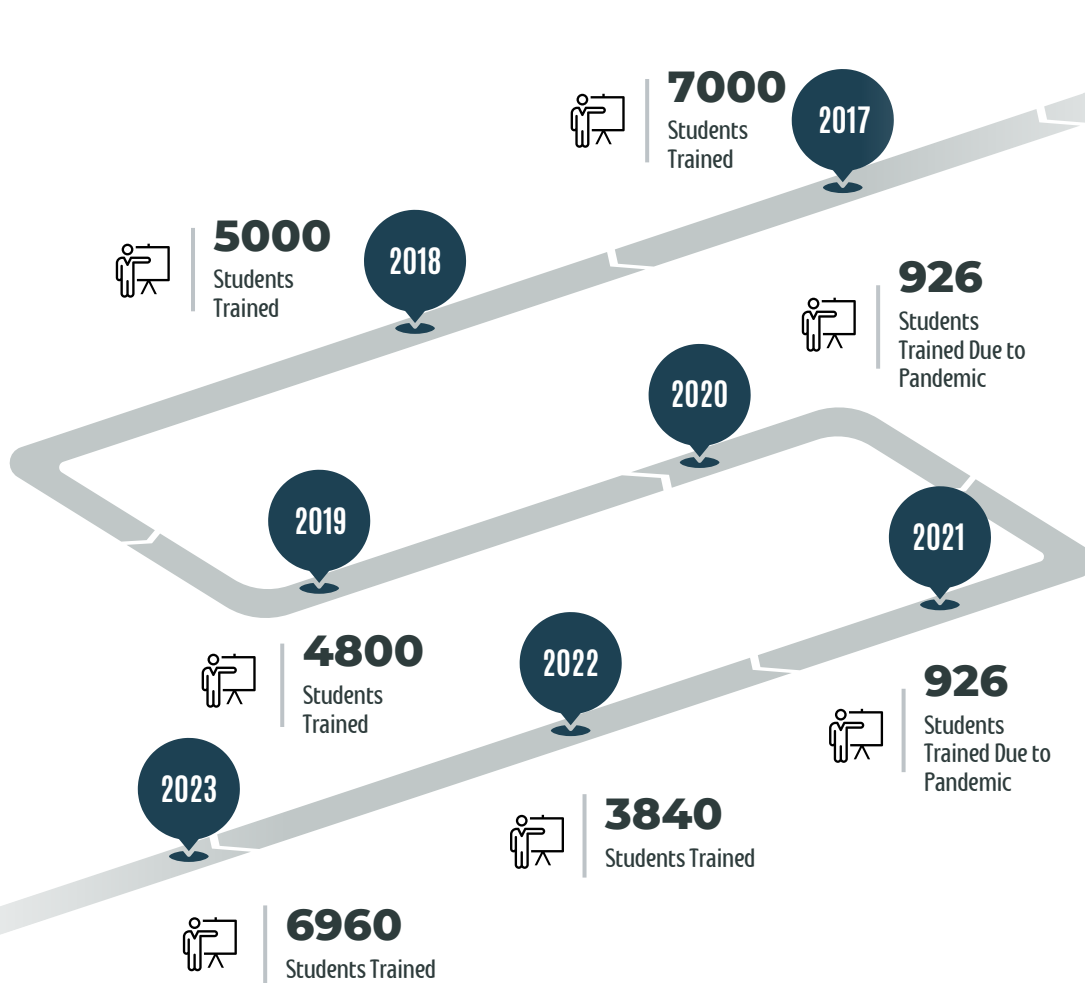 7000
Students
Trained
2017
5000
Students
Trained
2018
926
Students
Trained Due to
Pandemic
2020
2019
4800
Students
Trained
2021
926
Students
Trained Due to
Pandemic
2022
3840
Students Trained
2023
6960
Students Trained